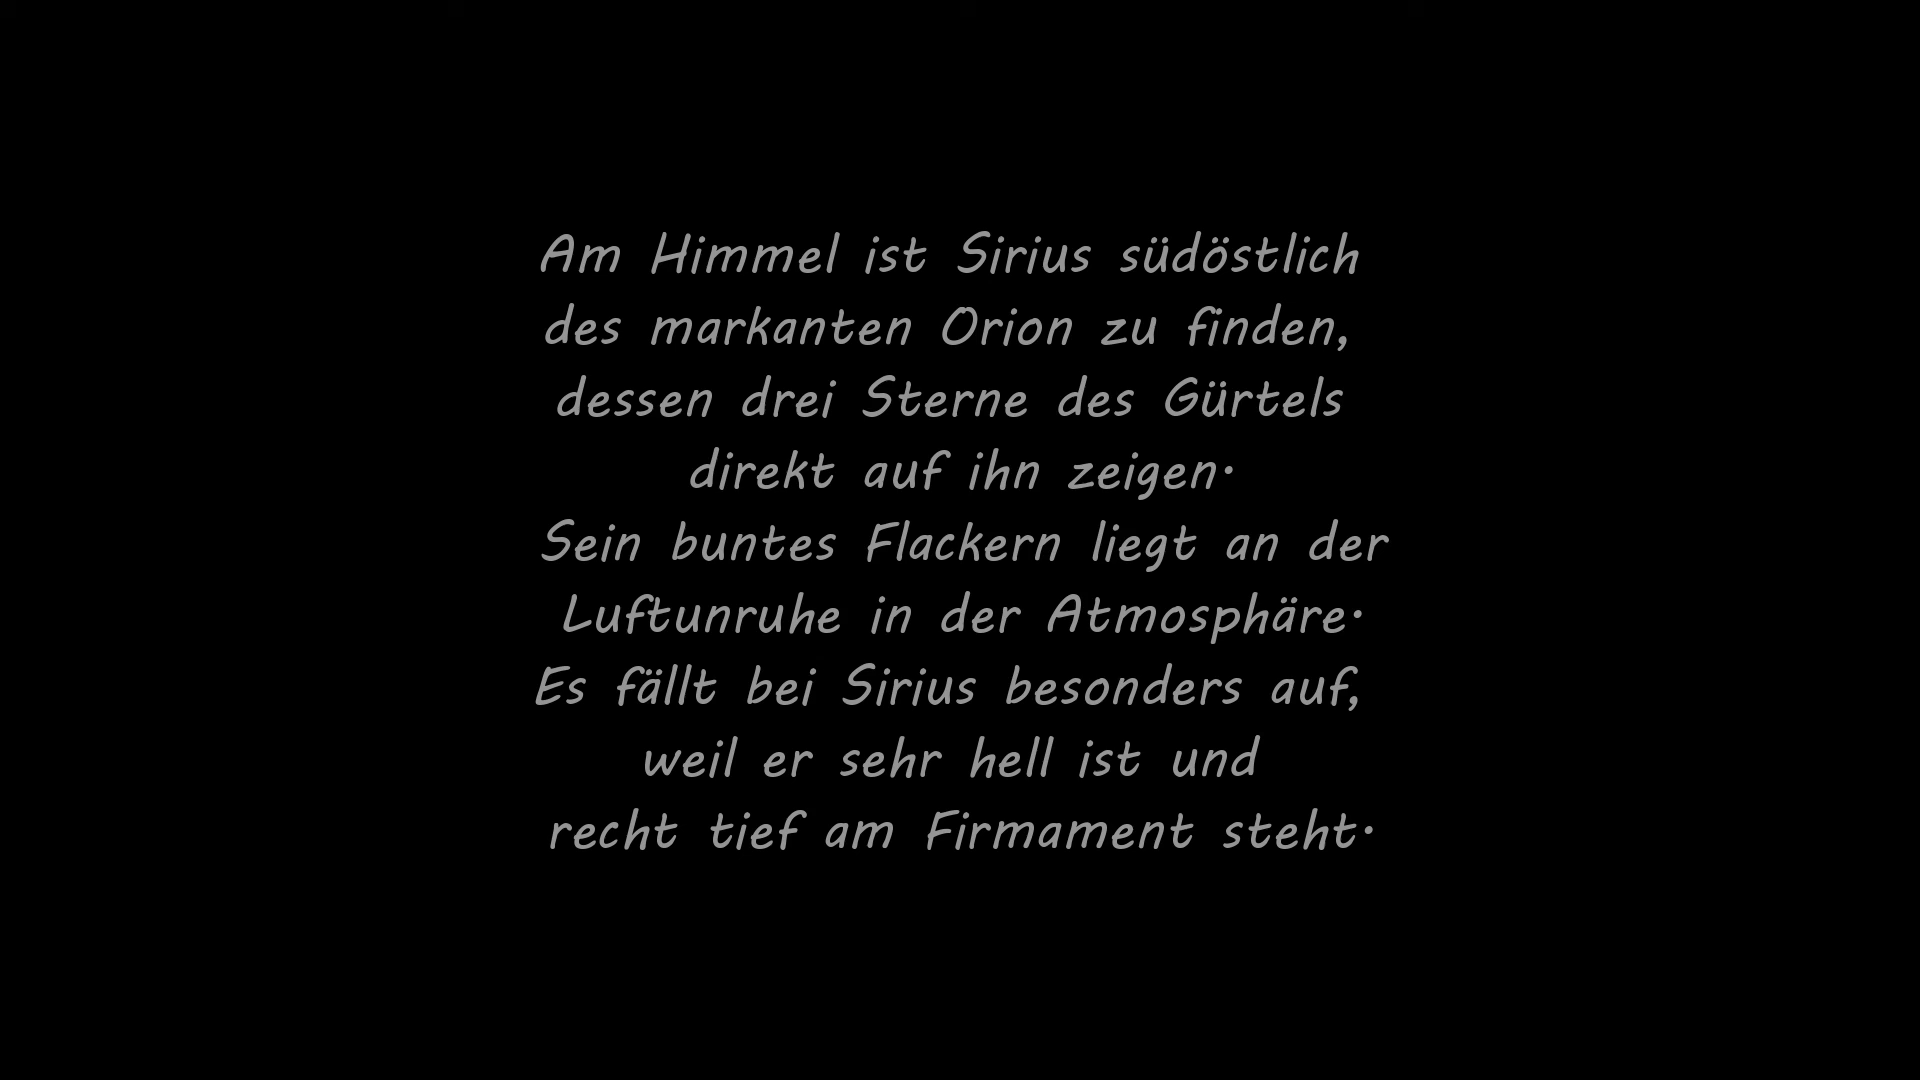 Am Himmel ist Sirius südöstlich
des markanten Orion zu finden,
dessen drei Sterne des Gürtels
direkt auf ihn zeigen.
Sein buntes Flackern liegt an der
Luftunruhe in der Atmosphäre.
Es fällt bei Sirius besonders auf,
weil er sehr hell ist und
recht tief am Firmament steht.